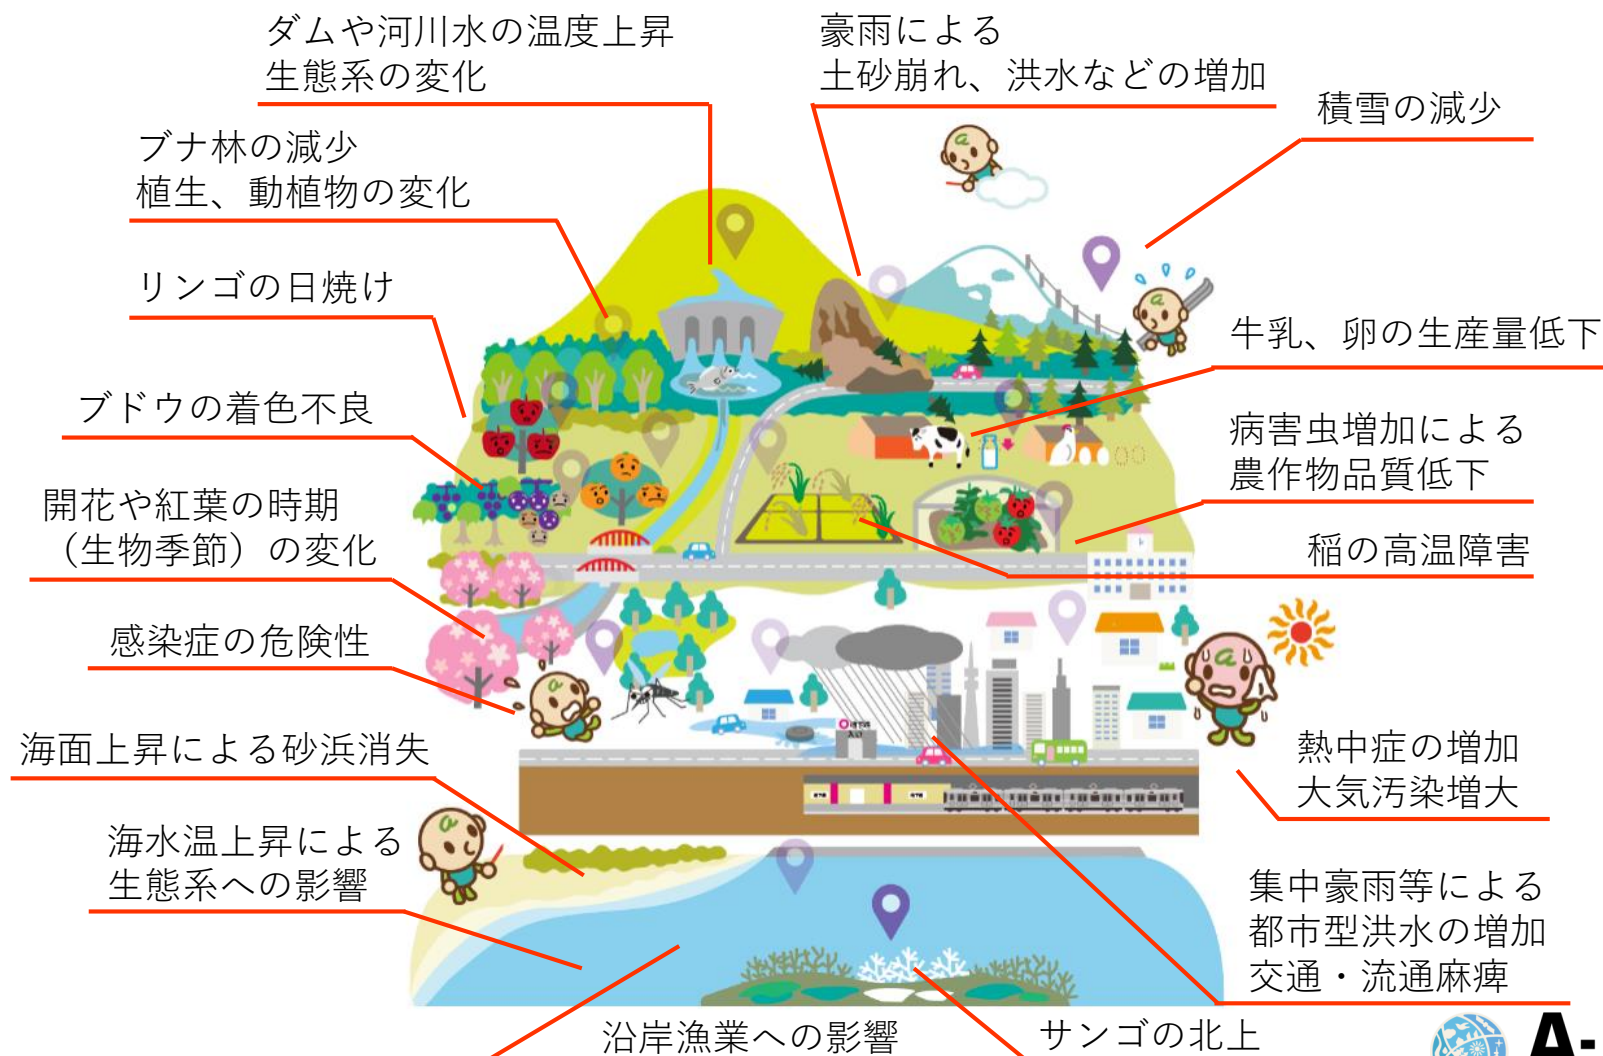 ダムや河川水の温度上昇
生態系の変化
豪雨による
土砂崩れ、洪水などの増加
積雪の減少
ブナ林の減少
植生、動植物の変化
リンゴの日焼け
牛乳、卵の生産量低下
ブドウの着色不良
病害虫増加による
農作物品質低下
開花や紅葉の時期
（生物季節）の変化
稲の高温障害
感染症の危険性
海面上昇による砂浜消失
熱中症の増加
大気汚染増大
海水温上昇による
生態系への影響
集中豪雨等による
都市型洪水の増加
交通・流通麻痺
沿岸漁業への影響
サンゴの北上
A-